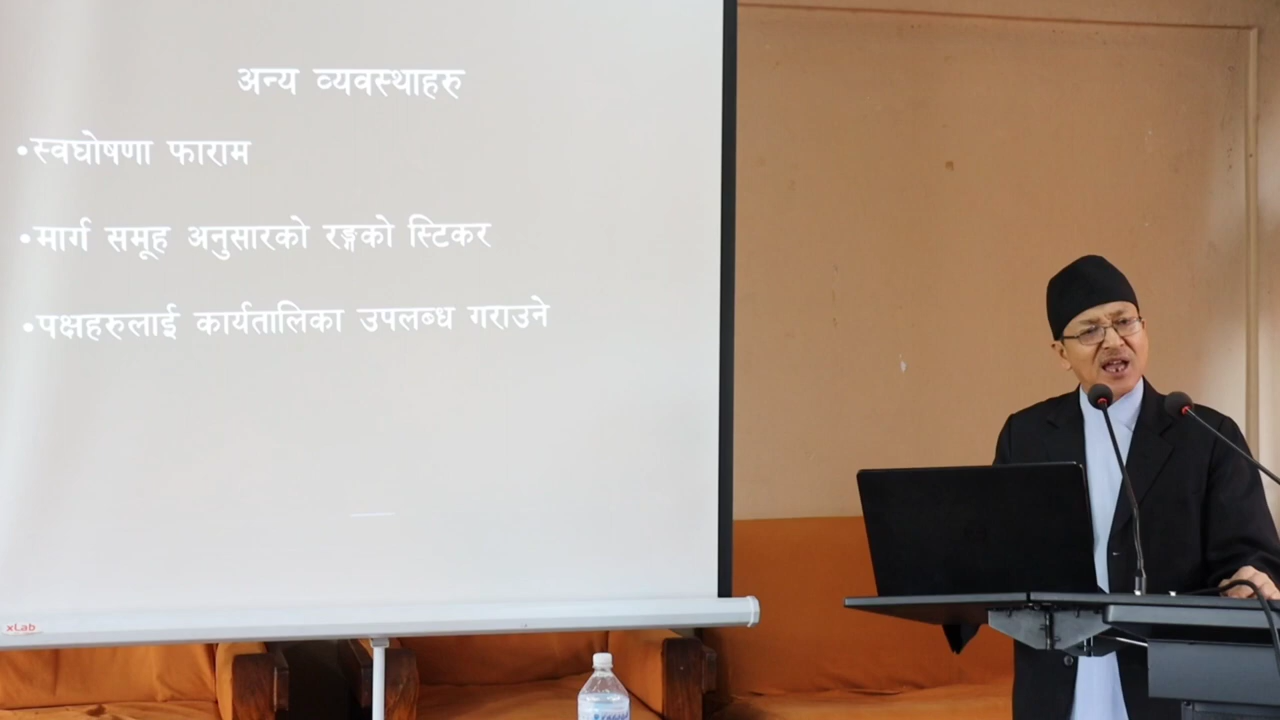 अन्य व्यवस्थाहरु
•स्वघोषणा फाराम
•मार्ग समूह अनुसारको रङ्गको स्टिकर
•पक्षहरुलाई कार्यतालिका उपलब्ध गराउने
xLab